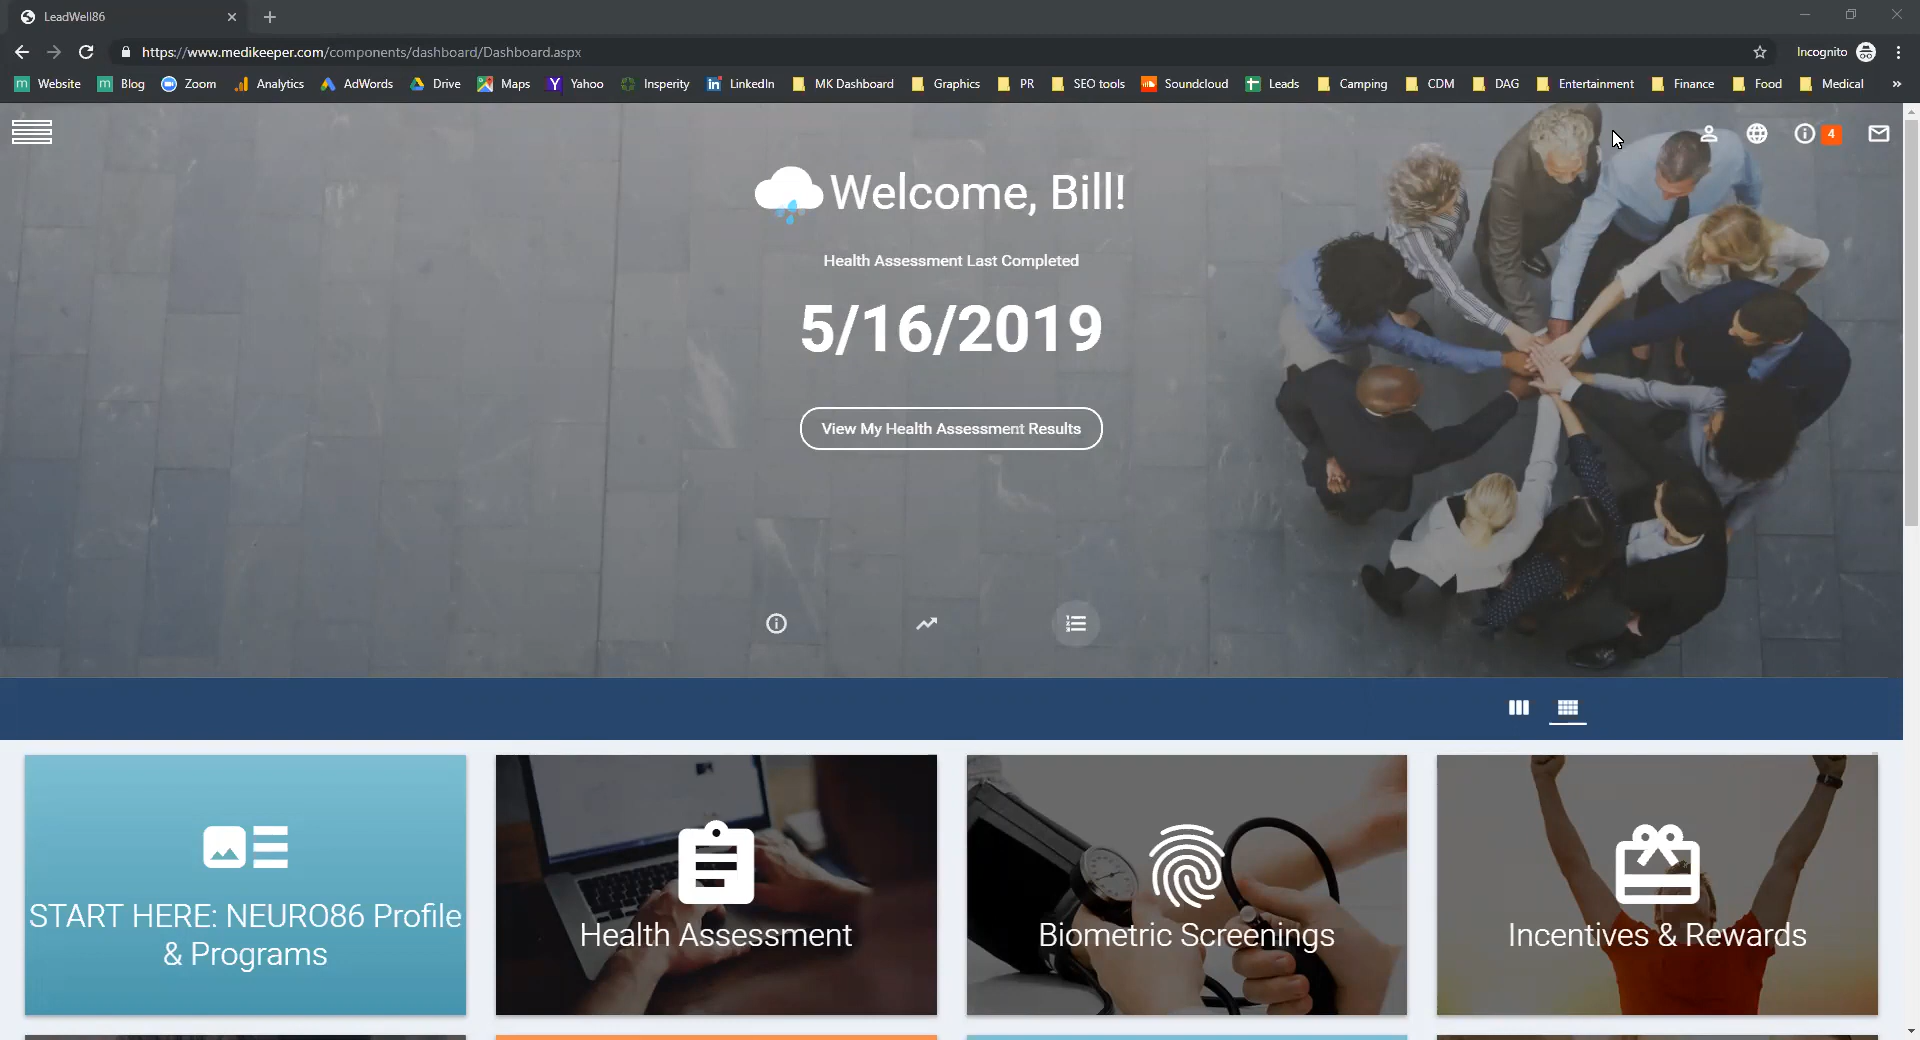 LeadWell86
https://www.medikeeper.com/components/dashboard/Dashboard.aspx
Incognito
Website Blog Zoom Analytics AdWords Drive Maps Yahoo Insperity LinkedIn MK Dashboard Graphics PR SEO tools Soundcloud Leads Camping CDM DAG Entertainment Finance Food Medical »
4
Welcome, Bill!
Health Assessment Last Completed
5/16/2019
View My Health Assessment Results
START HERE: NEURO86 Profile
& Programs
Health Assessment
Biometric Screenings
Incentives & Rewards